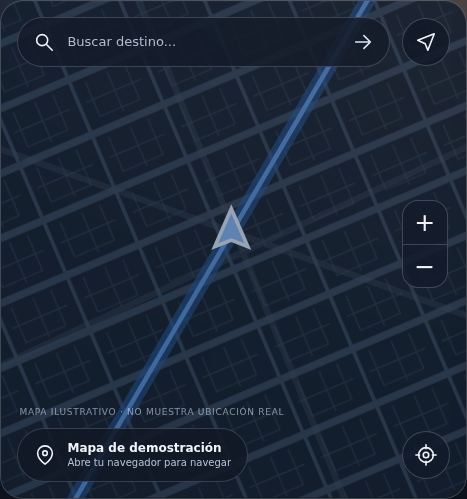 Buscar destino...
+
−
MAPA ILUSTRATIVO · NO MUESTRA UBICACIÓN REAL
Mapa de demostración
Abre tu navegador para navegar